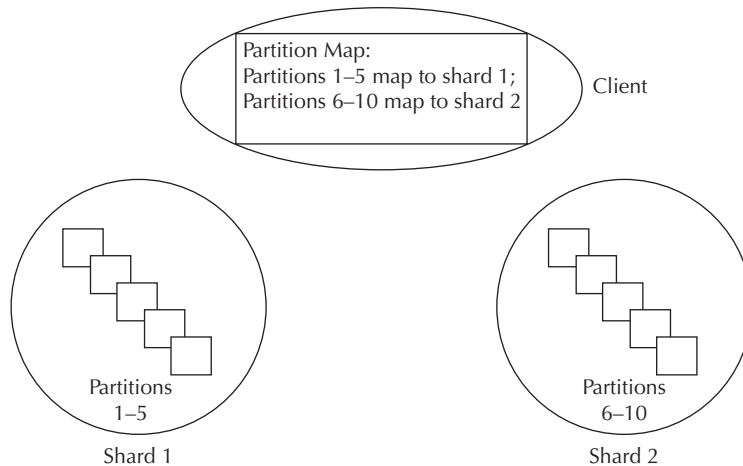 Partition Map:
Partitions 1–5 map to shard 1;
Partitions 6–10 map to shard 2
Client
Partitions
1–5
Shard 1
Partitions
6–10
Shard 2